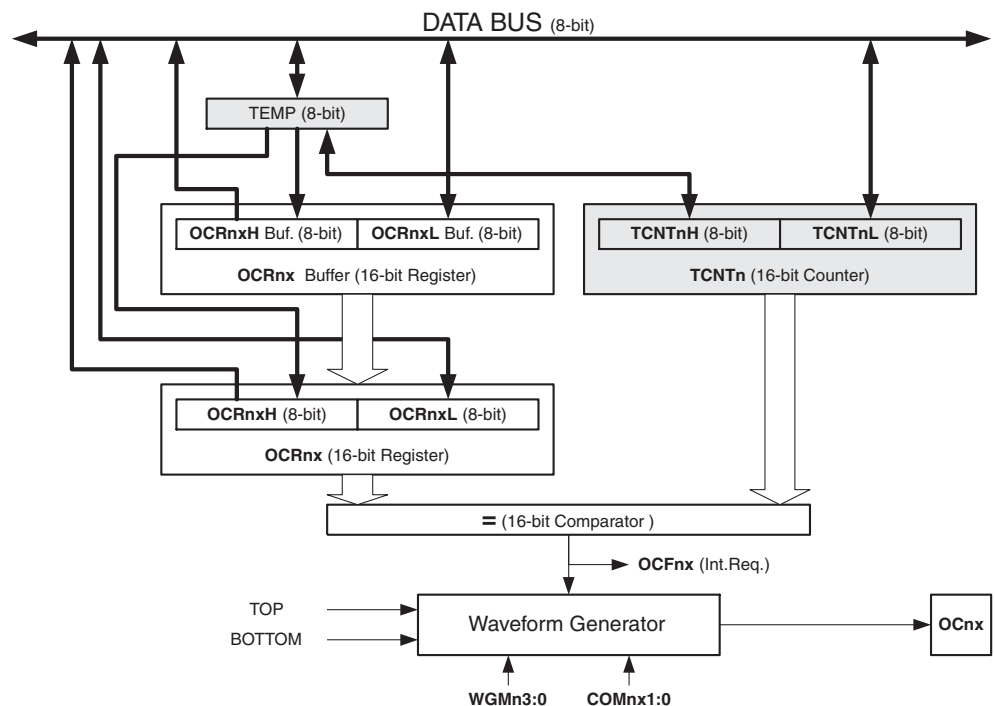 DATA BUS (8-bit)
TEMP (8-bit)
OCRnxH Buf. (8-bit) OCRnxL Buf. (8-bit)
OCRnx Buffer (16-bit Register)
TCNTnH (8-bit) TCNTnL (8-bit)
TCNTn (16-bit Counter)
OCRnxH (8-bit) OCRnxL (8-bit)
OCRnx (16-bit Register)
= (16-bit Comparator )
OCFnx (Int.Req.)
TOP
BOTTOM
Waveform Generator
OCnx
WGMn3:0 COMnx1:0